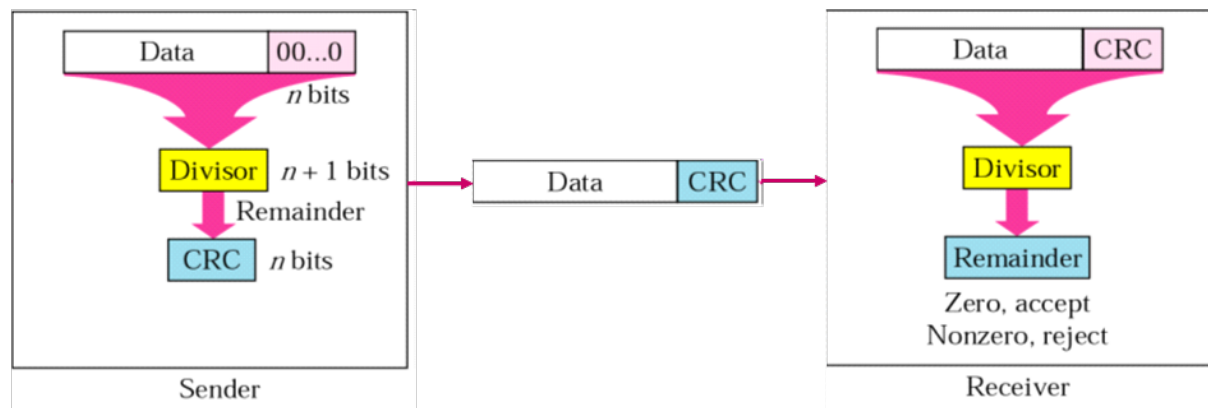 Data 00...0
n bits
Divisor n + 1 bits
Remainder
CRC n bits
Sender
Data CRC
Data CRC
Divisor
Remainder
Zero, accept
Nonzero, reject
Receiver